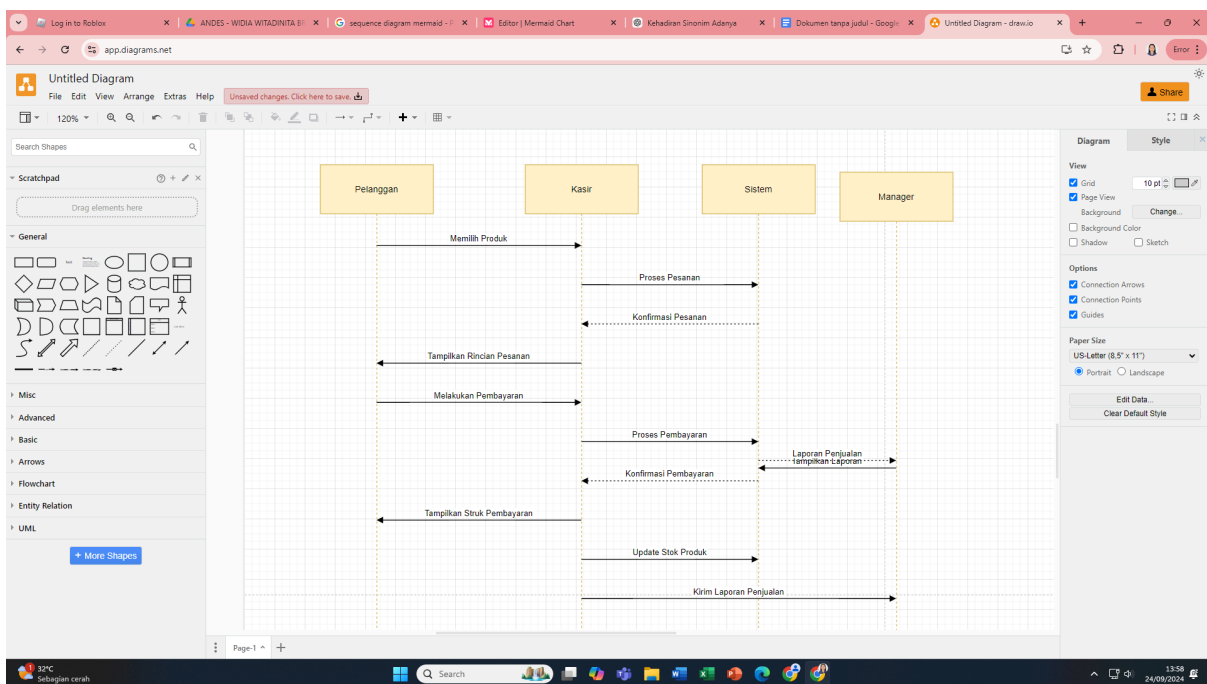 Log in to Roblox
ANDES - WIDIA WITADINITA BR
sequence diagram mermaid - P
Editor | Mermaid Chart
Kehadiran Sinonim Adanya
Dokumen tanpa judul - Google
Untitled Diagram - draw.io
app.diagrams.net
Error
Untitled Diagram
File Edit View Arrange Extras Help
Unsaved changes. Click here to save.
Share
120%
Search Shapes
Scratchpad
Drag elements here
General
Misc
Advanced
Basic
Arrows
Flowchart
Entity Relation
UML
+ More Shapes
Pelanggan
Kasir
Sistem
Manager
Memilih Produk
Proses Pesanan
Konfirmasi Pesanan
Tampilkan Rincian Pesanan
Melakukan Pembayaran
Proses Pembayaran
Laporan Penjualan
Tampilkan Laporan
Konfirmasi Pembayaran
Tampilkan Struk Pembayaran
Update Stok Produk
Kirim Laporan Penjualan
Diagram
Style
View
Grid
10 pt
Page View
Background
Change...
Background Color
Shadow
Sketch
Options
Connection Arrows
Connection Points
Guides
Paper Size
US-Letter (8,5" x 11")
Portrait
Landscape
Edit Data...
Clear Default Style
Page-1
1
32°C
Sebagian cerah
Search
13:58
24/09/2024